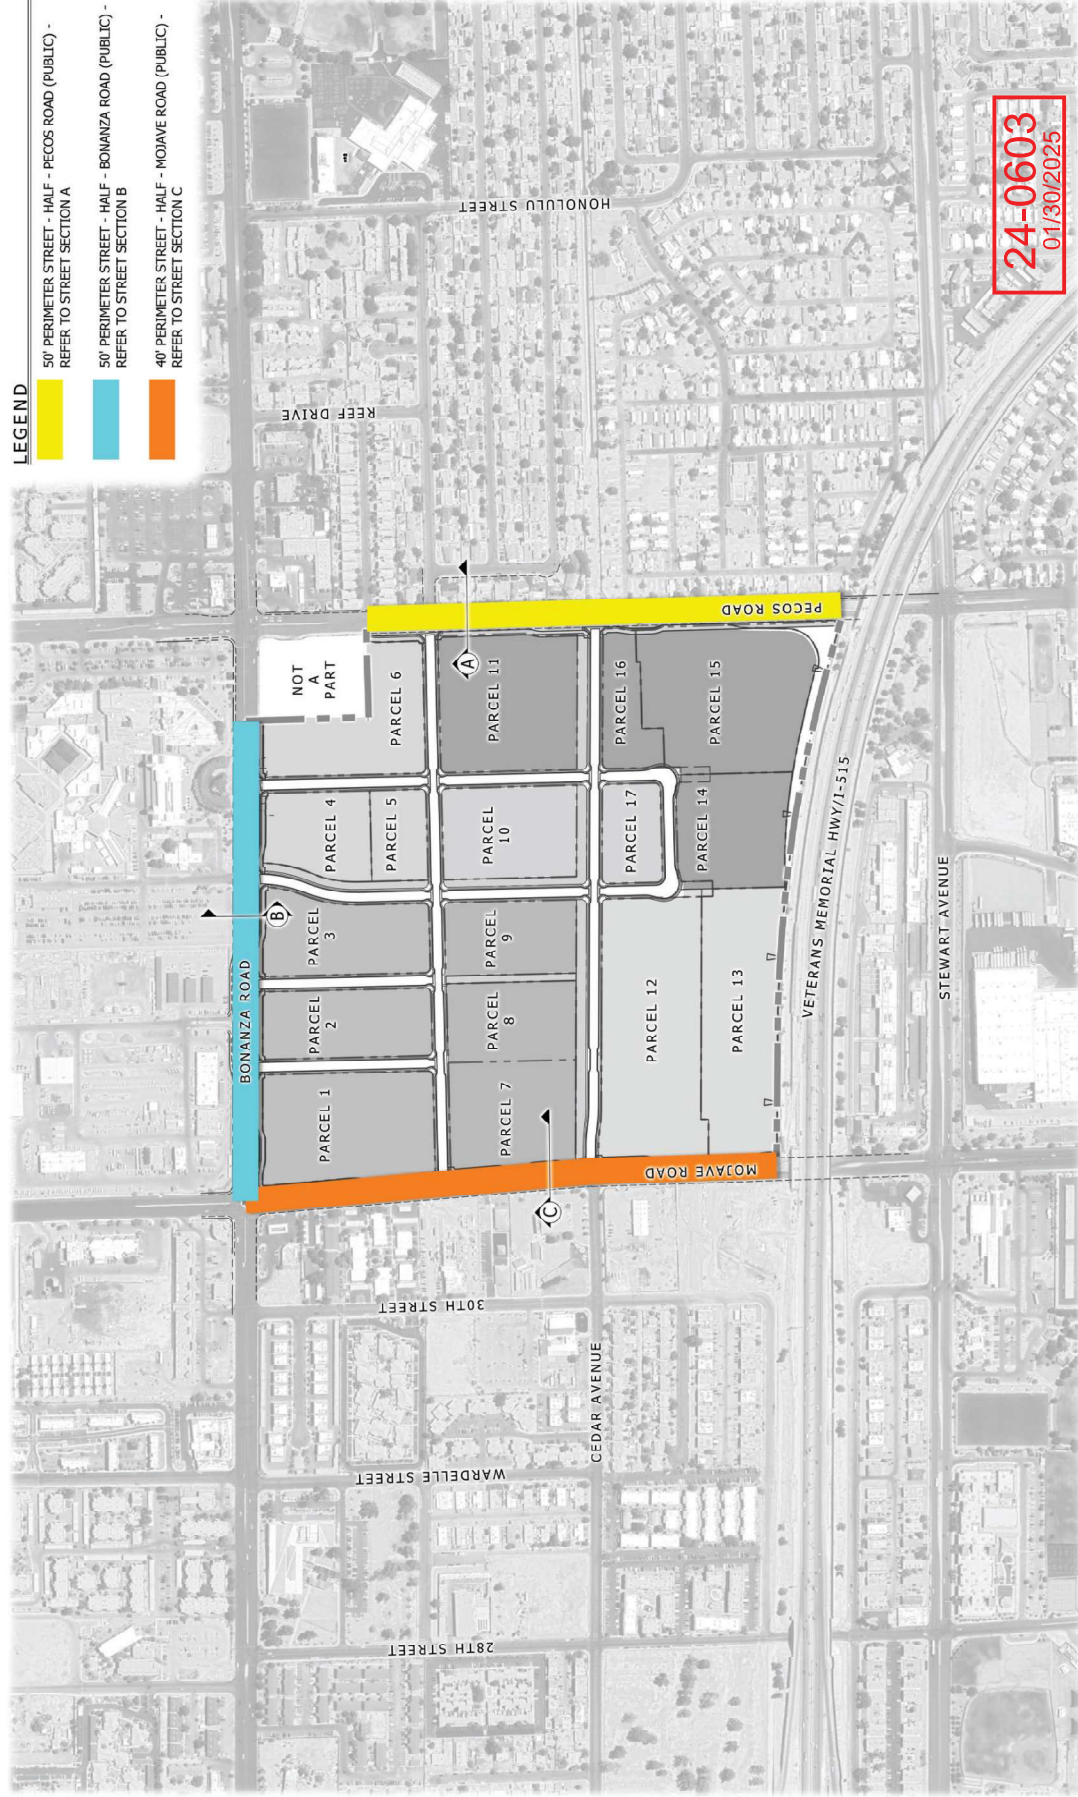 LEGEND
50' PERIMETER STREET - HALF - PECOS ROAD (PUBLIC) -
REFER TO STREET SECTION A
50' PERIMETER STREET - HALF - BONANZA ROAD (PUBLIC) -
REFER TO STREET SECTION B
40' PERIMETER STREET - HALF - MOJAVE ROAD (PUBLIC) -
REFER TO STREET SECTION C
28TH STREET
WARDELLE STREET
30TH STREET
CEDAR AVENUE
BONANZA ROAD
MOJAVE ROAD
PECOS ROAD
REEF DRIVE
HONOLULU STREET
VETERANS MEMORIAL HWY/I-515
STEWART AVENUE
PARCEL 1
PARCEL
2
PARCEL
3
PARCEL 4
PARCEL 5
PARCEL 6
NOT
A
PART
PARCEL 7
PARCEL
8
PARCEL
9
PARCEL
10
PARCEL 11
PARCEL 12
PARCEL 13
PARCEL 14
PARCEL 15
PARCEL 16
PARCEL 17
A
B
C
24-0603
01/30/2025